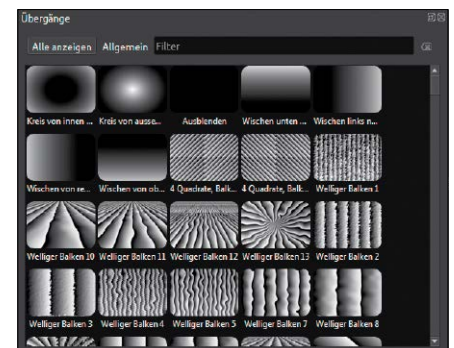 Übergänge
Alle anzeigen Allgemein Filter
Kreis von innen ... Kreis von ausse... Ausblenden Wischen unten ... Wischen links n...
Wischen von re... Wischen von ob... 4 Quadrate, Balk... 4 Quadrate, Balk... Welliger Balken 1
Welliger Balken 10 Welliger Balken 11 Welliger Balken 12 Welliger Balken 13 Welliger Balken 2
Welliger Balken 3 Welliger Balken 4 Welliger Balken 5 Welliger Balken 7 Welliger Balken 8